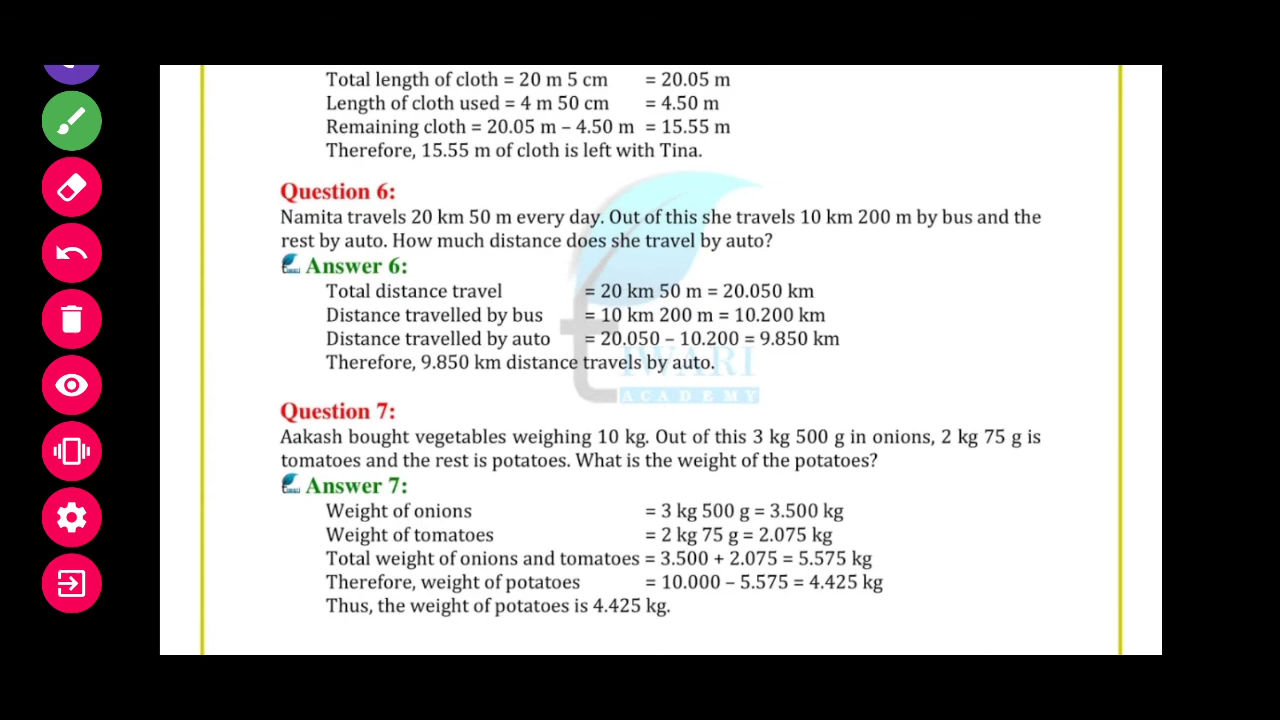 Total length of cloth = 20 m 5 cm = 20.05 m
Length of cloth used = 4 m 50 cm = 4.50 m
Remaining cloth = 20.05 m – 4.50 m = 15.55 m
Therefore, 15.55 m of cloth is left with Tina.
Question 6:
Namita travels 20 km 50 m every day. Out of this she travels 10 km 200 m by bus and the
rest by auto. How much distance does she travel by auto?
Answer 6:
Total distance travel = 20 km 50 m = 20.050 km
Distance travelled by bus = 10 km 200 m = 10.200 km
Distance travelled by auto = 20.050 – 10.200 = 9.850 km
Therefore, 9.850 km distance travels by auto.
IWARI
ACADEMY
Question 7:
Aakash bought vegetables weighing 10 kg. Out of this 3 kg 500 g in onions, 2 kg 75 g is
tomatoes and the rest is potatoes. What is the weight of the potatoes?
Answer 7:
Weight of onions = 3 kg 500 g = 3.500 kg
Weight of tomatoes = 2 kg 75 g = 2.075 kg
Total weight of onions and tomatoes = 3.500 + 2.075 = 5.575 kg
Therefore, weight of potatoes = 10.000 – 5.575 = 4.425 kg
Thus, the weight of potatoes is 4.425 kg.